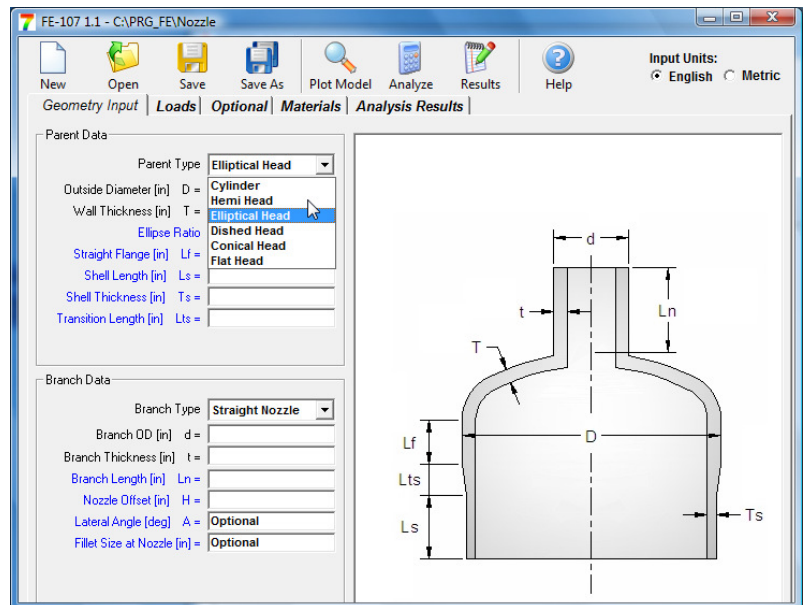 FE-107 1.1 - C:\PRG_FE\Nozzle
New Open Save Save As Plot Model Analyze Results Help
Input Units:
English Metric
Geometry Input Loads Optional Materials Analysis Results
Parent Data
Parent Type Elliptical Head
Outside Diameter [in] D = Cylinder
Hemi Head
Wall Thickness [in] T = Elliptical Head
Ellipse Ratio Dished Head
Conical Head
Straight Flange [in] Lf = Flat Head
Shell Length [in] Ls =
Shell Thickness [in] Ts =
Transition Length [in] Lts =
Branch Data
Branch Type Straight Nozzle
Branch OD [in] d =
Branch Thickness [in] t =
Branch Length [in] Ln =
Nozzle Offset [in] H =
Lateral Angle [deg] A = Optional
Fillet Size at Nozzle [in] = Optional
d
t
Ln
T
Lf
D
Lts
Ls
Ts